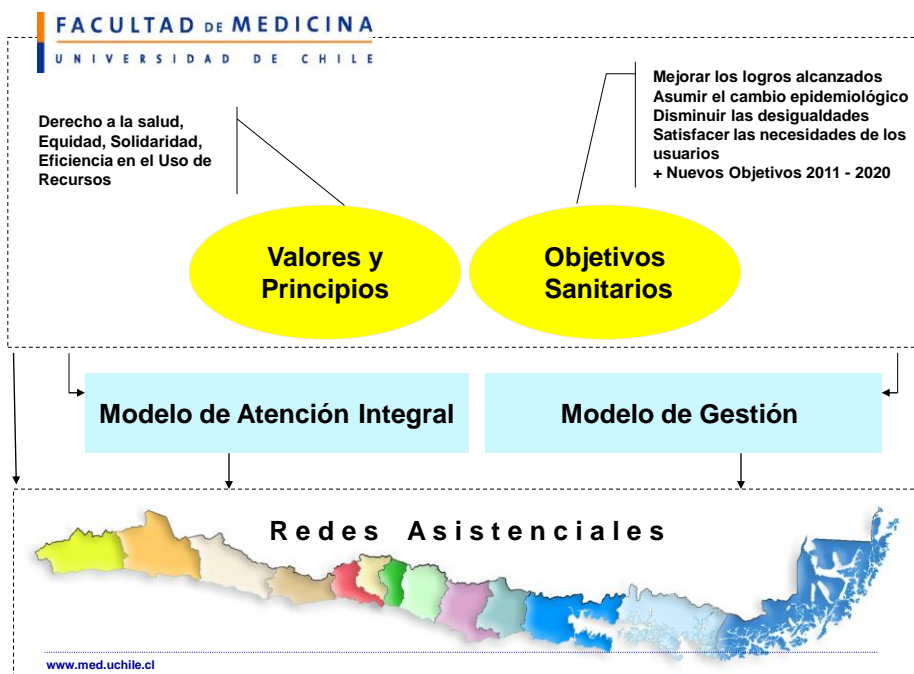 FACULTAD DE MEDICINA
UNIVERSIDAD DE CHILE
Derecho a la salud,
Equidad, Solidaridad,
Eficiencia en el Uso de
Recursos
Mejorar los logros alcanzados
Asumir el cambio epidemiológico
Disminuir las desigualdades
Satisfacer las necesidades de los
usuarios
+ Nuevos Objetivos 2011 - 2020
Valores y
Principios
Objetivos
Sanitarios
Modelo de Atención Integral
Modelo de Gestión
Redes Asistenciales
www.med.uchile.cl